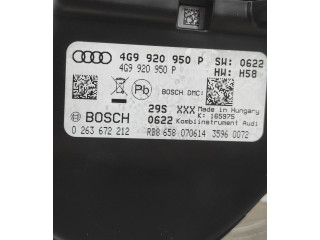 4G9 920 950 P SW: 0622
4G9 920 950 P HW: H58
Pb BOSCH DMC:
29S XXX Made in Hungary
K: 165975
BOSCH 0622 Kombiinstrument Audi
0 263 672 212 RBB 658 070614 3596 0072